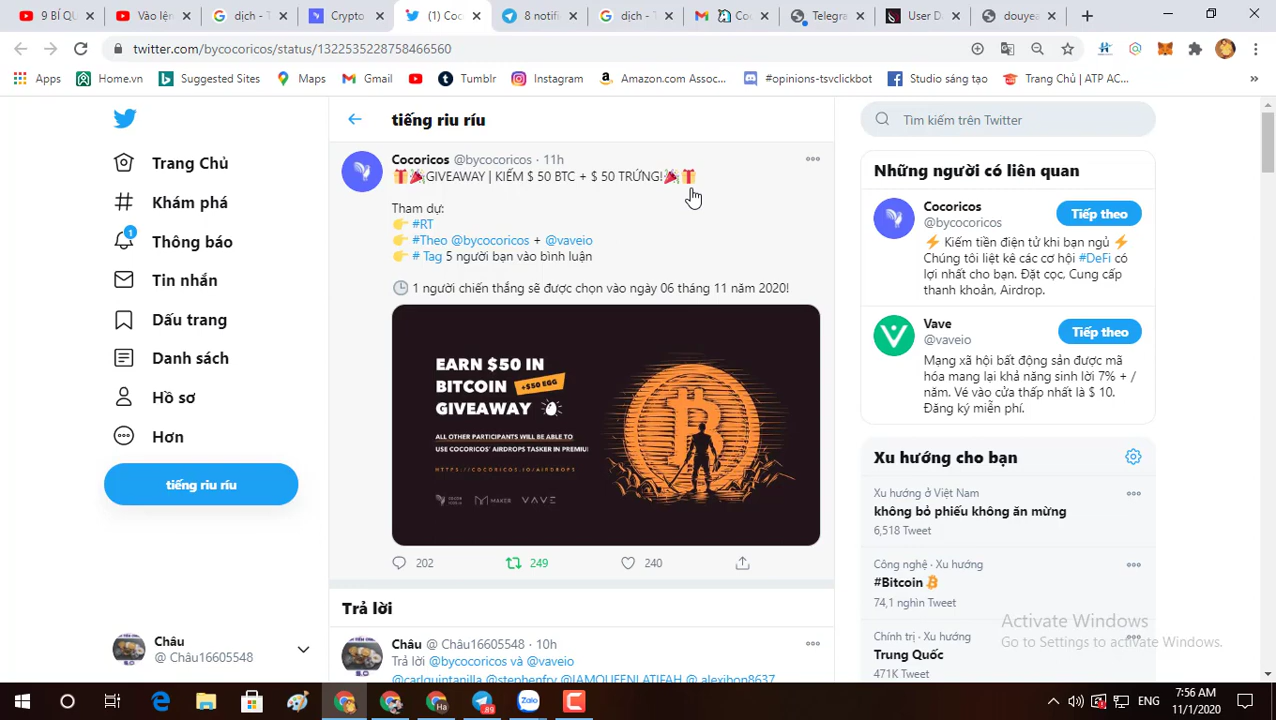 9 BÍ QU
Vào lện
dịch - T
Crypto
(1) Coc
8 notifi
dịch - T
Coc
Telegra
User D
douyea
twitter.com/bycocoricos/status/1322535228758466560
Apps
Home.vn
Suggested Sites
Maps
Gmail
Tumblr
Instagram
Amazon.com Assoc...
#opinions-tsvclickbot
Studio sáng tạo
Trang Chủ | ATP AC...
»
Trang Chủ
Khám phá
1
Thông báo
Tin nhắn
Dấu trang
Danh sách
Hồ sơ
Hơn
tiếng riu ríu
Châu
@ Châu16605548
tiếng riu ríu
Cocoricos @bycocoricos · 11h
🎁🎉GIVEAWAY | KIẾM $ 50 BTC + $ 50 TRỨNG!🎉🎁
Tham dự:
👉 #RT
👉 #Theo @bycocoricos + @vaveio
👉 # Tag 5 người bạn vào bình luận
🕒 1 người chiến thắng sẽ được chọn vào ngày 06 tháng 11 năm 2020!
EARN $50 IN
BITCOIN +$50 EGG
GIVEAWAY
ALL OTHER PARTICIPANTS WILL BE ABLE TO
USE COCORICOS' AIRDROPS TASKER IN PREMIUM
HTTPS://COCORICOS.IO/AIRDROPS
MAKER
VAVE
202
249
240
Trả lời
Châu @ Châu16605548 · 10h
Trả lời @bycocoricos và @vaveio
@carlquintanilla @stephenfry @IAMQUEENLATIFAH @ alexihon8637
Tìm kiếm trên Twitter
Những người có liên quan
Cocoricos
@bycocoricos
Tiếp theo
⚡ Kiếm tiền điện tử khi bạn ngủ ⚡
Chúng tôi liệt kê các cơ hội #DeFi có
lợi nhất cho bạn. Đặt cọc, Cung cấp
thanh khoản, Airdrop.
Vave
@vaveio
Tiếp theo
Mạng xã hội bất động sản được mã
hóa mang lại khả năng sinh lời 7% + /
năm. Vé vào cửa thấp nhất là $ 10.
Đăng ký miễn phí.
Xu hướng cho bạn
Xu hướng ở Việt Nam
không bỏ phiếu không ăn mừng
6,518 Tweet
Công nghệ · Xu hướng
#Bitcoin
74,1 nghìn Tweet
Chính trị · Xu hướng
Trung Quốc
471K Tweet
Activate Windows
Go to Settings to activate Windows.
Ha
89
Zalo
ENG
7:56 AM
11/1/2020